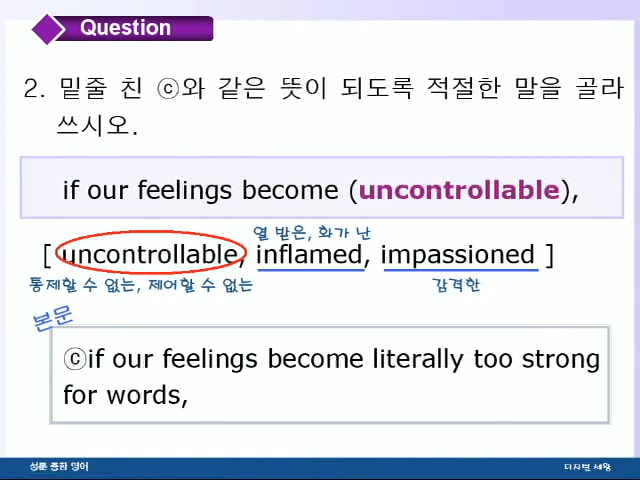 Question
2. 밑줄 친 ⓒ와 같은 뜻이 되도록 적절한 말을 골라
쓰시오.
if our feelings become (uncontrollable),
열 받은, 화가 난
[ uncontrollable, inflamed, impassioned ]
통제할 수 없는, 제어할 수 없는 감격한
본문
ⓒif our feelings become literally too strong
for words,
성문 종합 영어 디지털 세왕